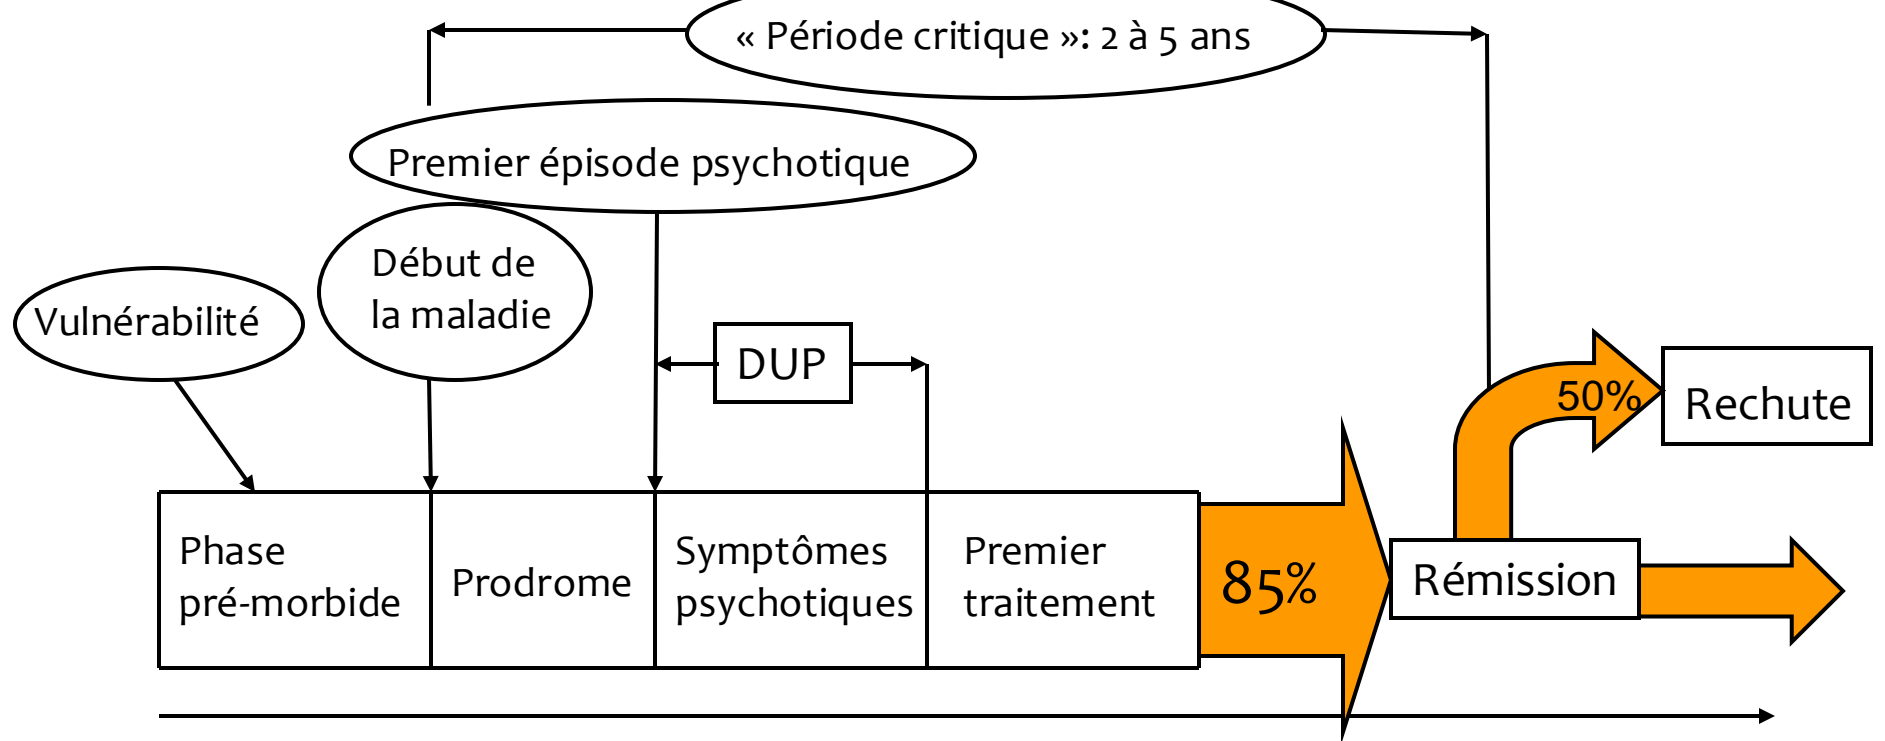 « Période critique »: 2 à 5 ans
Premier épisode psychotique
Début de
la maladie
Vulnérabilité
DUP
50%
Rechute
Phase
pré-morbide
Prodrome
Symptômes
psychotiques
Premier
traitement
85%
Rémission